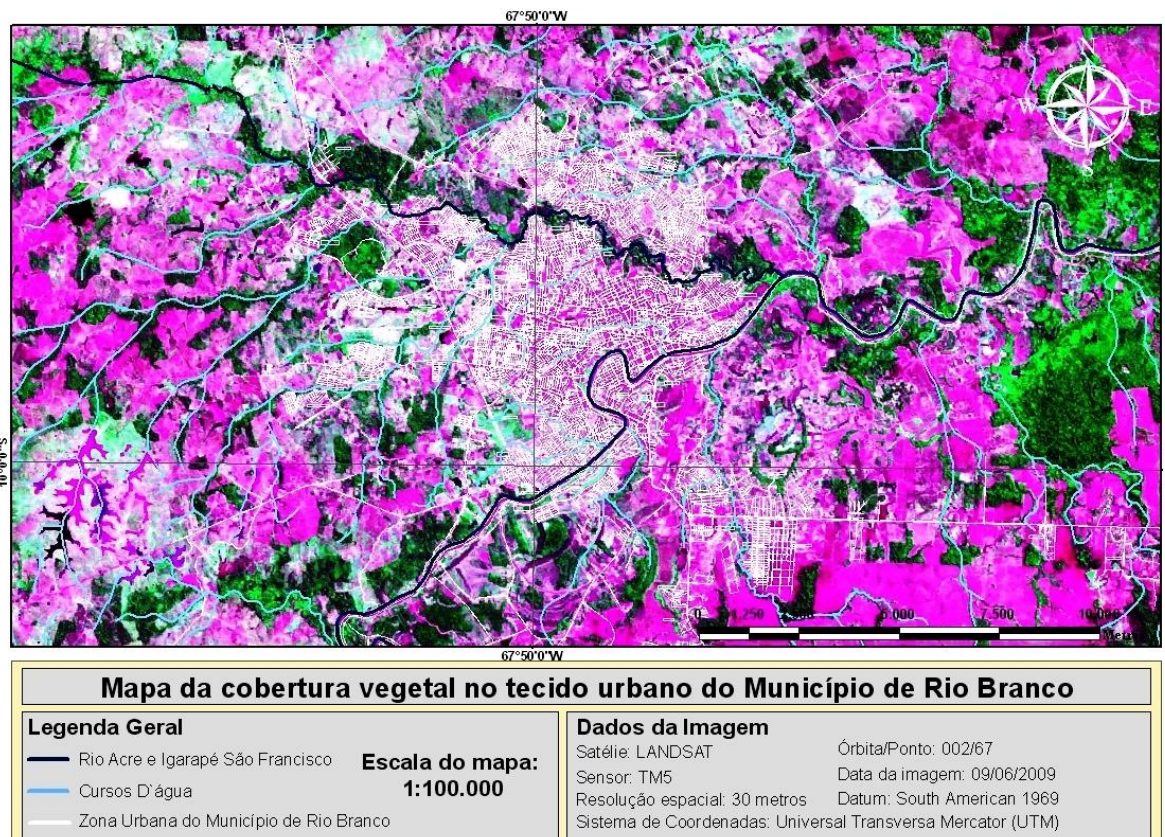 67°50'0"W
N
W
E
S
10°0'0"S
0
1.250
5.000
7.500
10.000
67°50'0"W
Mapa da cobertura vegetal no tecido urbano do Município de Rio Branco
Legenda Geral
Rio Acre e Igarapé São Francisco
Cursos D`água
Zona Urbana do Município de Rio Branco
Escala do mapa:
1:100.000
Dados da Imagem
Satélie: LANDSAT
Sensor: TM5
Resolução espacial: 30 metros
Órbita/Ponto: 002/67
Data da imagem: 09/06/2009
Datum: South American 1969
Sistema de Coordenadas: Universal Transversa Mercator (UTM)